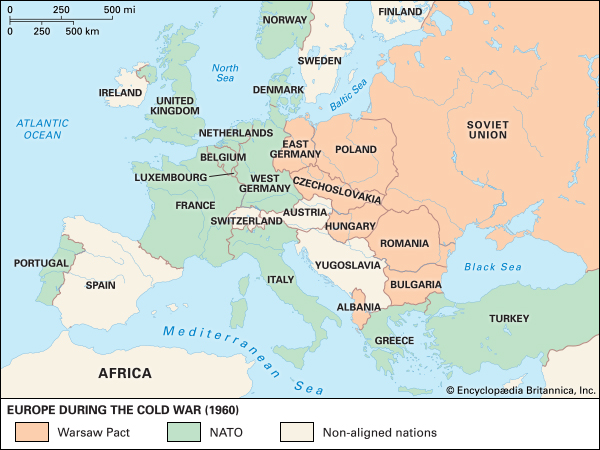 0 250 500 mi
0 250 500 km
NORWAY
FINLAND
SWEDEN
North
Sea
DENMARK
Baltic Sea
IRELAND
UNITED
KINGDOM
ATLANTIC
OCEAN
SOVIET
UNION
NETHERLANDS
EAST
GERMANY
POLAND
BELGIUM
LUXEMBOURG
WEST
GERMANY
CZECHOSLOVAKIA
FRANCE
AUSTRIA
SWITZERLAND
HUNGARY
ROMANIA
YUGOSLAVIA
PORTUGAL
SPAIN
ITALY
Black Sea
BULGARIA
ALBANIA
TURKEY
GREECE
Mediterranean
Sea
AFRICA
© Encyclopædia Britannica, Inc.
EUROPE DURING THE COLD WAR (1960)
Warsaw Pact NATO Non-aligned nations